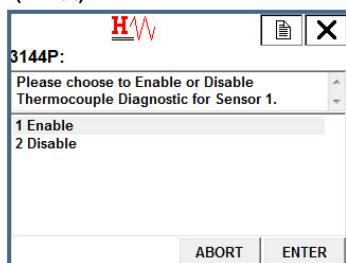 H
3144P:
Please choose to Enable or Disable
Thermocouple Diagnostic for Sensor 1.
1 Enable
2 Disable
ABORT ENTER